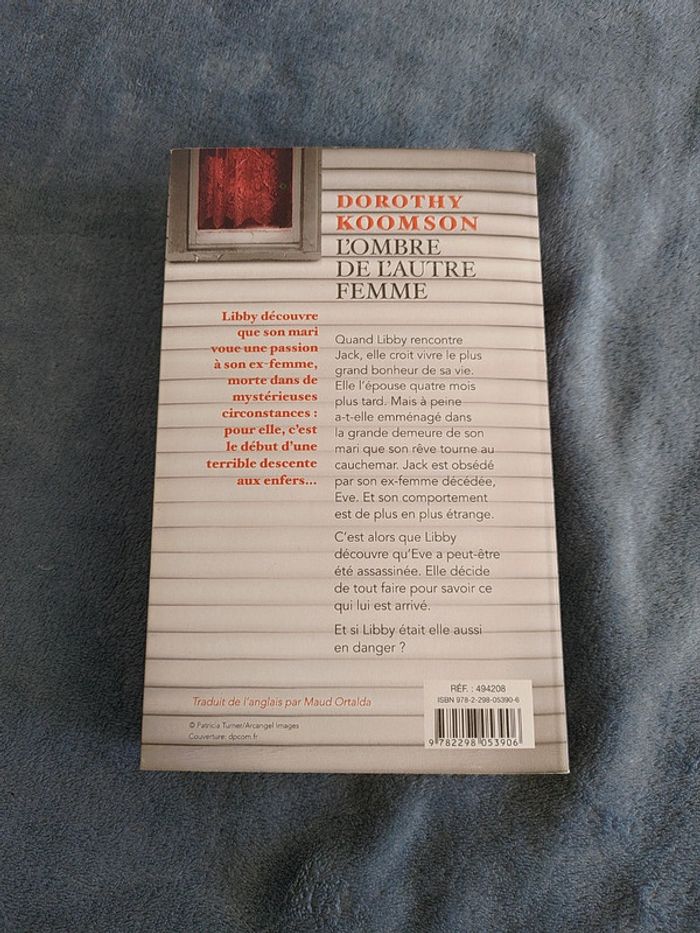 DOROTHY
KOOMSON
L'OMBRE
DE L'AUTRE
FEMME
Libby découvre
que son mari
voue une passion
à son ex-femme,
morte dans de
mystérieuses
circonstances :
pour elle, c'est
le début d'une
terrible descente
aux enfers...
Quand Libby rencontre
Jack, elle croit vivre le plus
grand bonheur de sa vie.
Elle l'épouse quatre mois
plus tard. Mais à peine
a-t-elle emménagé dans
la grande demeure de son
mari que son rêve tourne au
cauchemar. Jack est obsédé
par son ex-femme décédée,
Eve. Et son comportement
est de plus en plus étrange.
C'est alors que Libby
découvre qu'Eve a peut-être
été assassinée. Elle décide
de tout faire pour savoir ce
qui lui est arrivé.
Et si Libby était elle aussi
en danger ?
Traduit de l'anglais par Maud Ortalda
© Patricia Turner/Arcangel Images
Couverture: dpcom.fr
RÉF. : 494208
ISBN 978-2-298-05390-6
9 782298 053906